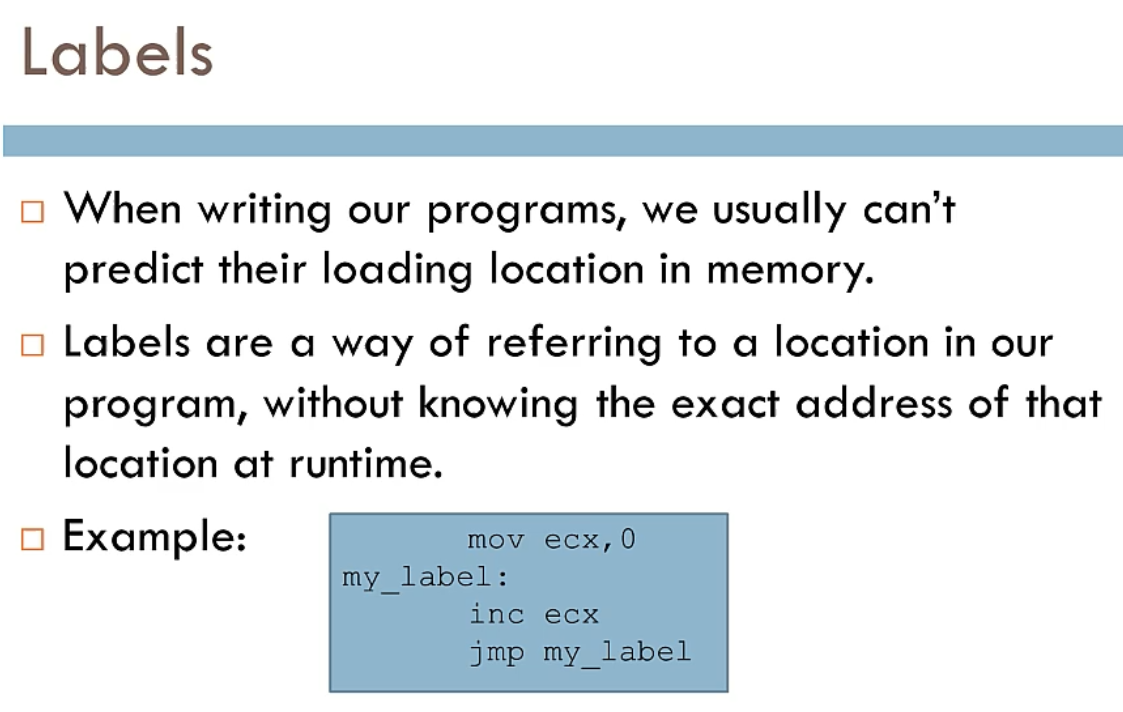 Labels
When writing our programs, we usually can't
predict their loading location in memory.
Labels are a way of referring to a location in our
program, without knowing the exact address of that
location at runtime.
Example:
mov ecx,0
my_label:
inc ecx
jmp my_label